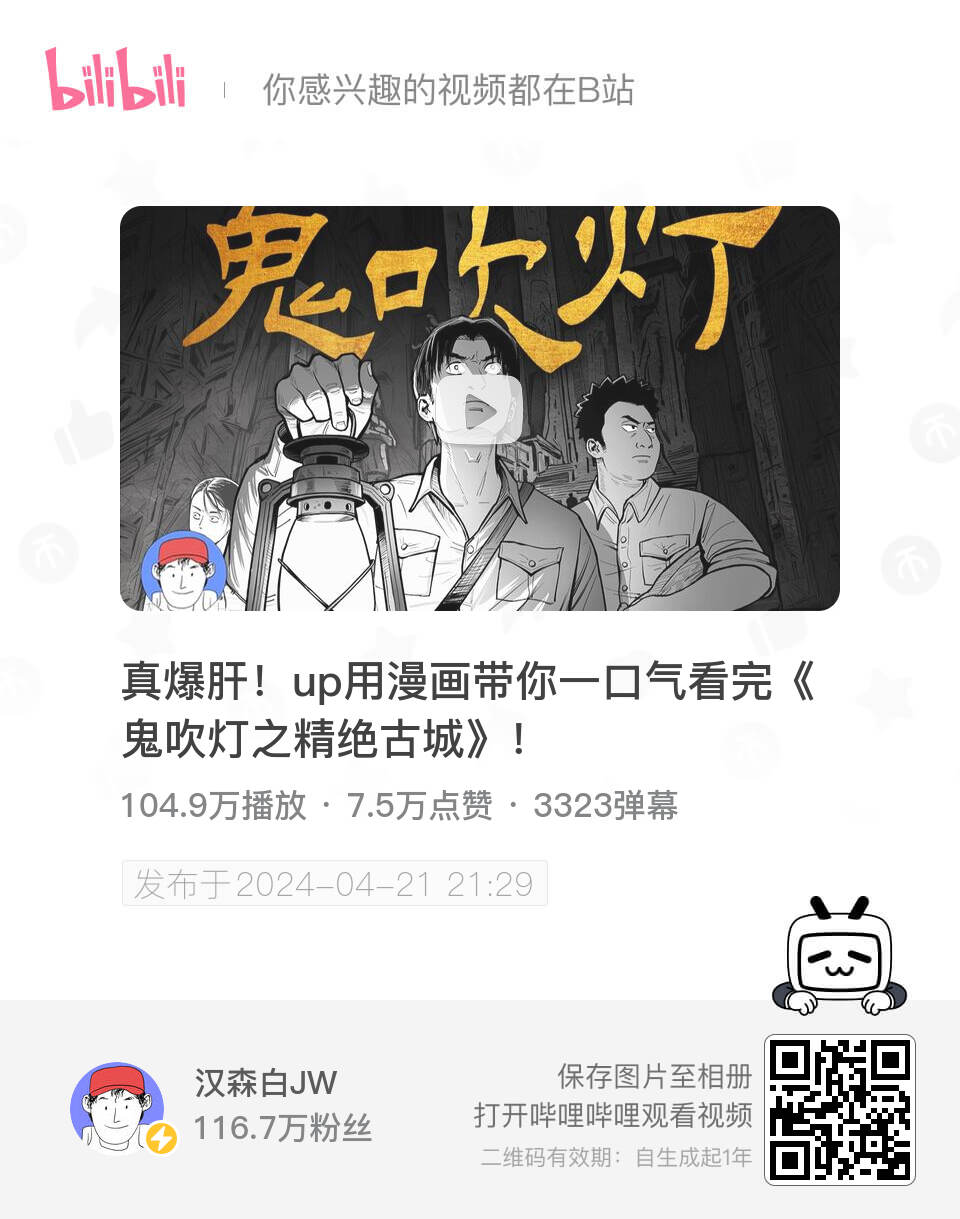 bilibili
你感兴趣的视频都在B站
鬼吹灯
真爆肝！up用漫画带你一口气看完《
鬼吹灯之精绝古城》！
104.9万播放 · 7.5万点赞 · 3323弹幕
发布于2024-04-21 21:29
汉森白JW
116.7万粉丝
保存图片至相册
打开哔哩哔哩观看视频
二维码有效期：自生成起1年